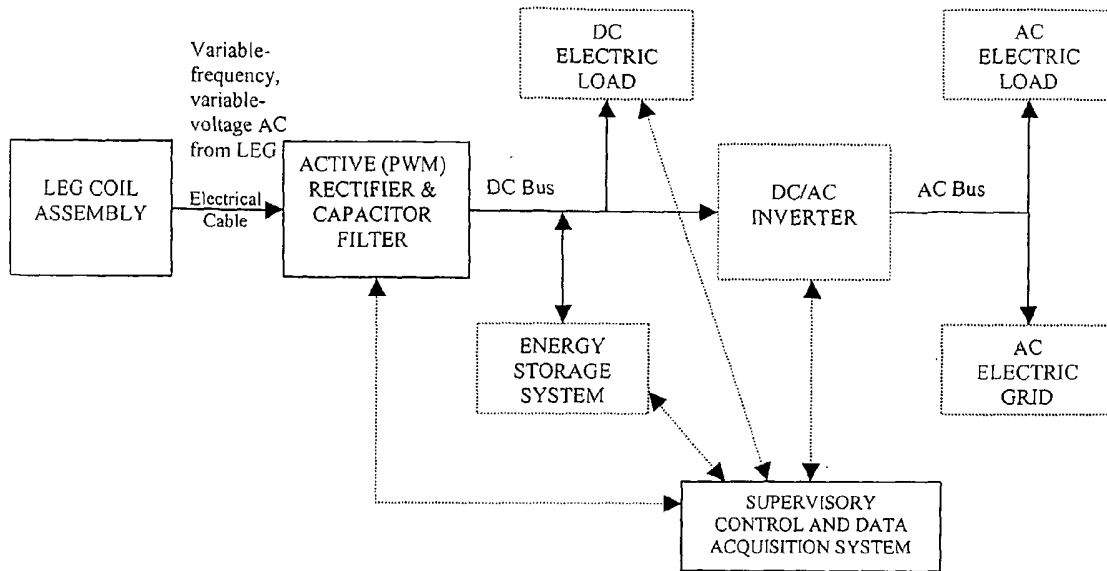 DC
ELECTRIC
LOAD
AC
ELECTRIC
LOAD
Variable-
frequency,
variable-
voltage AC
from LEG
LEG COIL
ASSEMBLY
Electrical
Cable
ACTIVE (PWM)
RECTIFIER &
CAPACITOR
FILTER
DC Bus
DC/AC
INVERTER
AC Bus
ENERGY
STORAGE
SYSTEM
AC
ELECTRIC
GRID
SUPERVISORY
CONTROL AND DATA
ACQUISITION SYSTEM